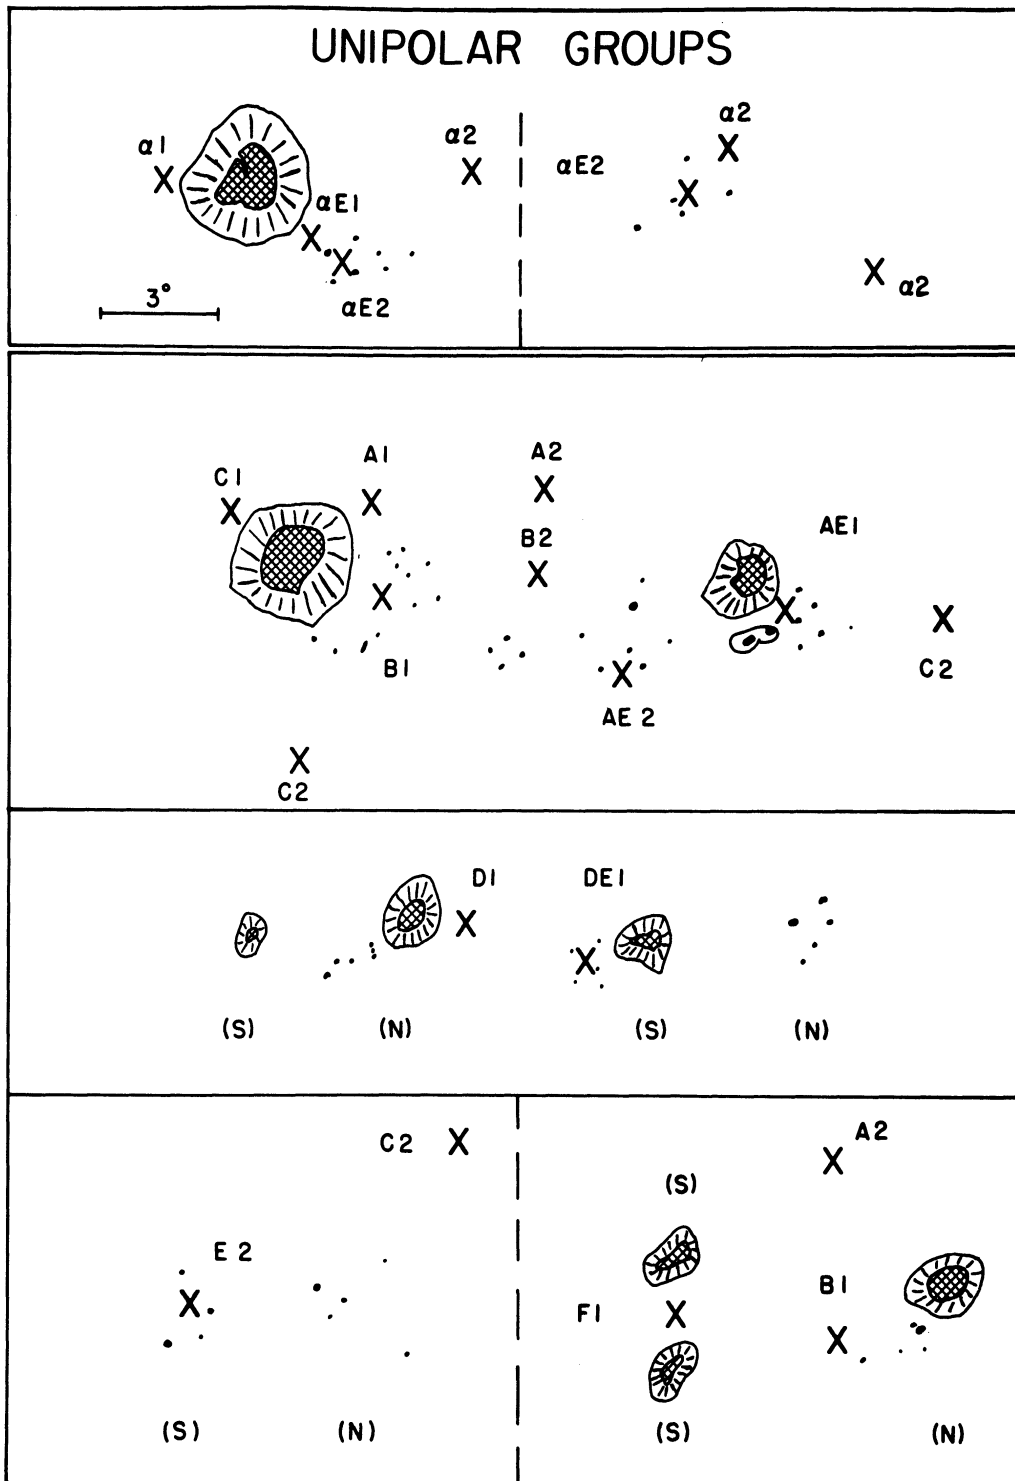 UNIPOLAR GROUPS
α1
α2
αE1
αE2
3°
αE2
α2
α2
C1
A1
A2
B2
AE1
B1
AE 2
C2
C2
D1
DE1
(S)
(N)
(S)
(N)
C2
E2
(S)
(N)
A2
(S)
F1
B1
(S)
(N)